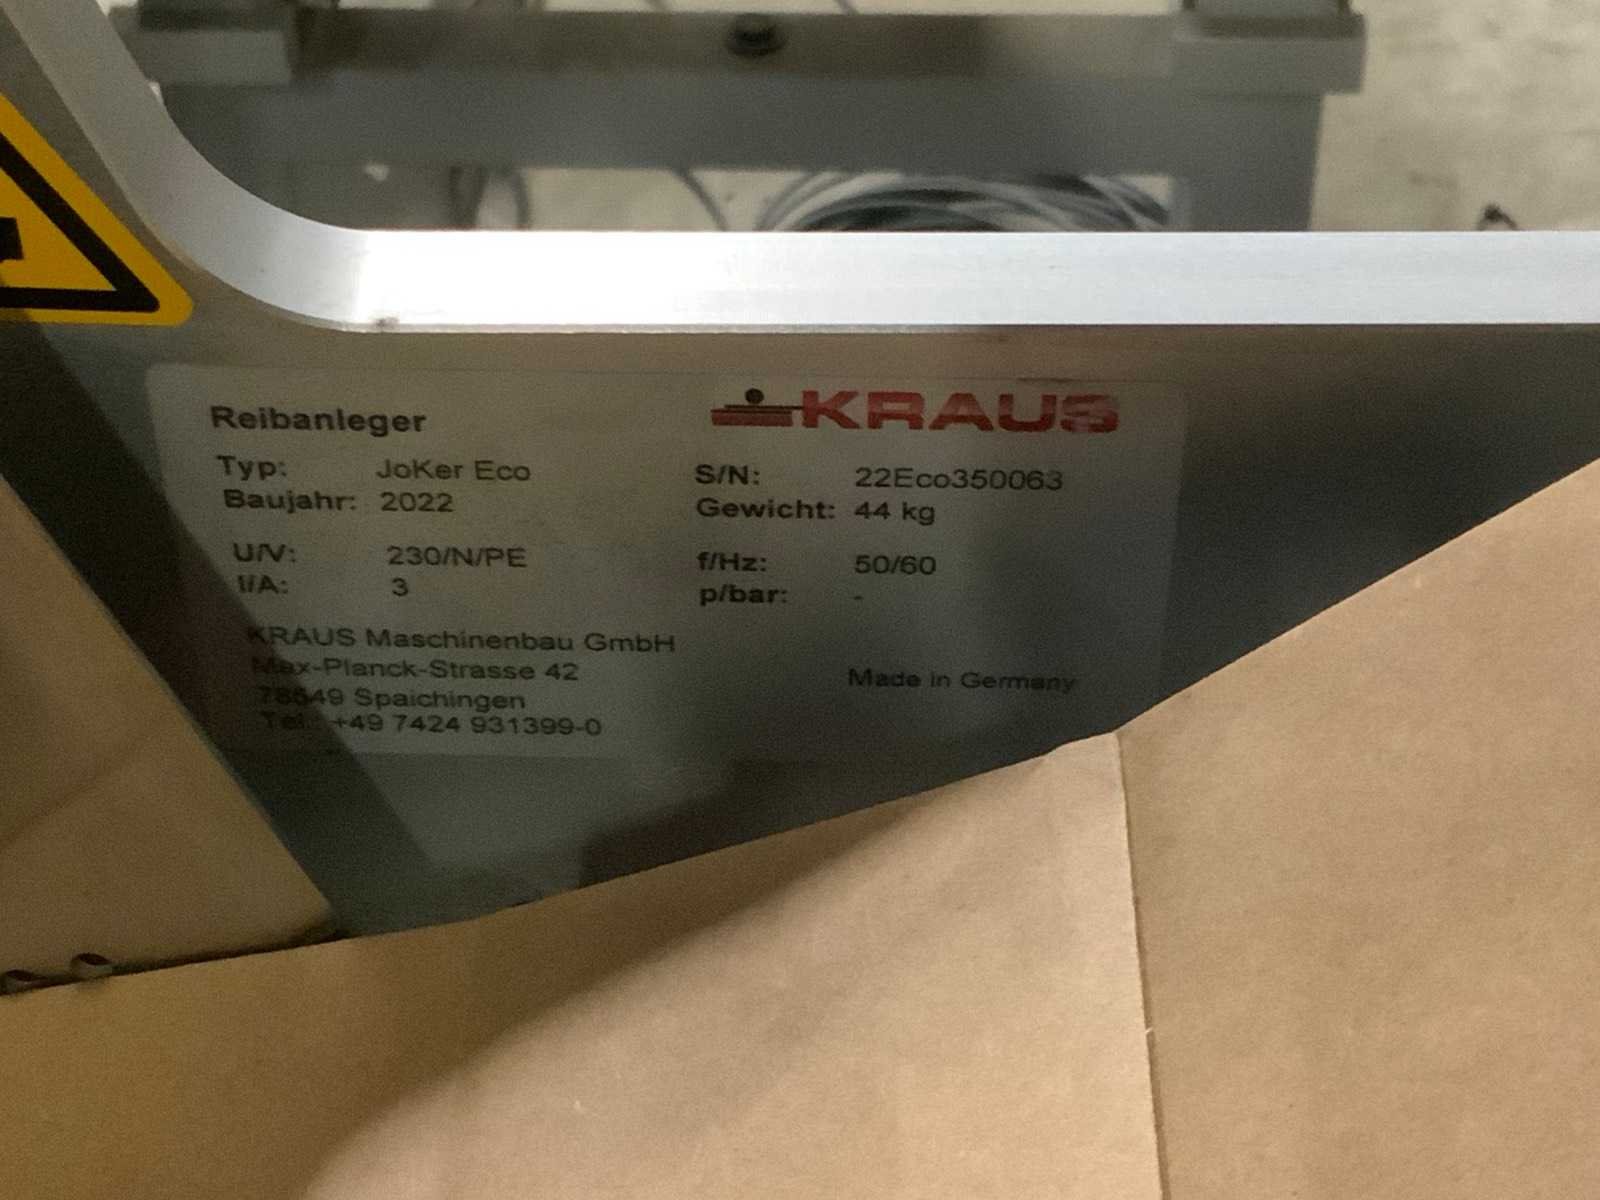 Reibanleger
KRAUS
Typ: JoKer Eco
S/N: 22Eco350063
Baujahr: 2022
Gewicht: 44 kg
U/V: 230/N/PE
f/Hz: 50/60
I/A: 3
p/bar: -
KRAUS Maschinenbau GmbH
Max-Planck-Strasse 42
78549 Spaichingen
Made in Germany
Tel.: +49 7424 931399-0